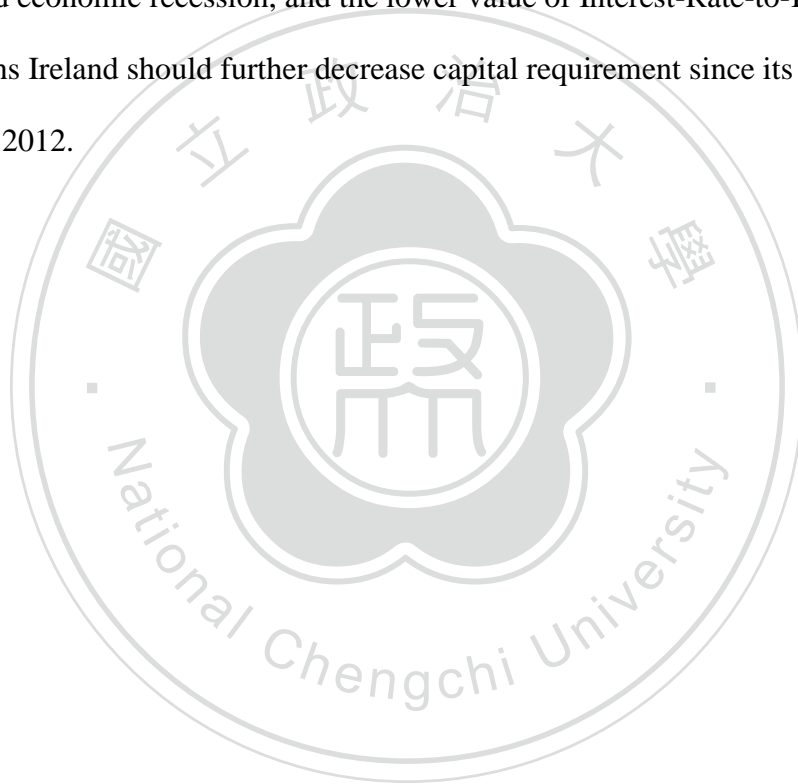 d economic recession, and the lower value of Interest-Rate-to-
ns Ireland should further decrease capital requirement since its
2012.
立 政 治 大
國 學
政
National Chengchi University